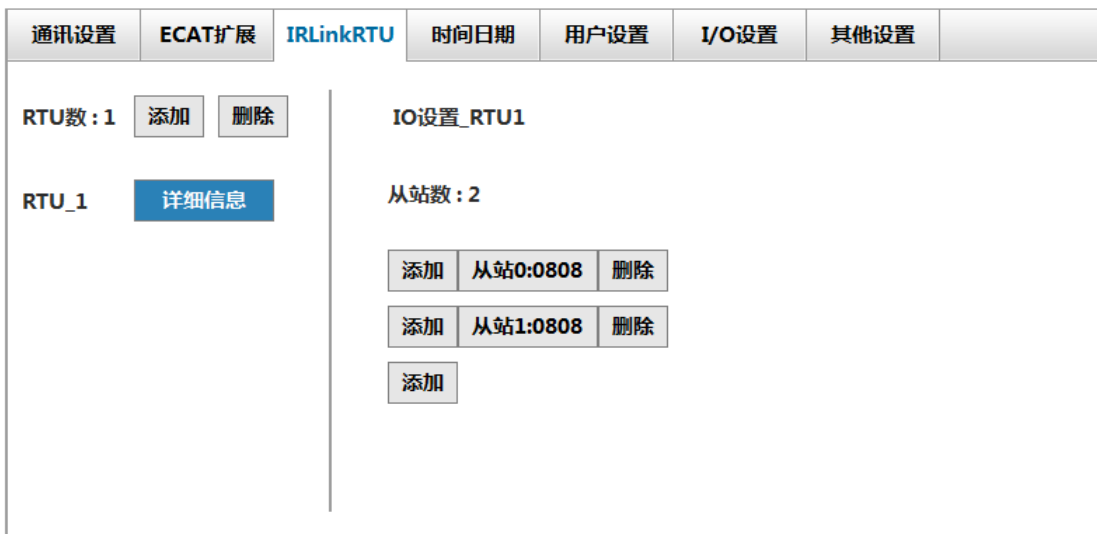 通讯设置 ECAT扩展 IRLinkRTU 时间日期 用户设置 I/O设置 其他设置
RTU数 : 1 添加 删除
IO设置_RTU1
RTU_1 详细信息
从站数 : 2
添加 从站0:0808 删除
添加 从站1:0808 删除
添加